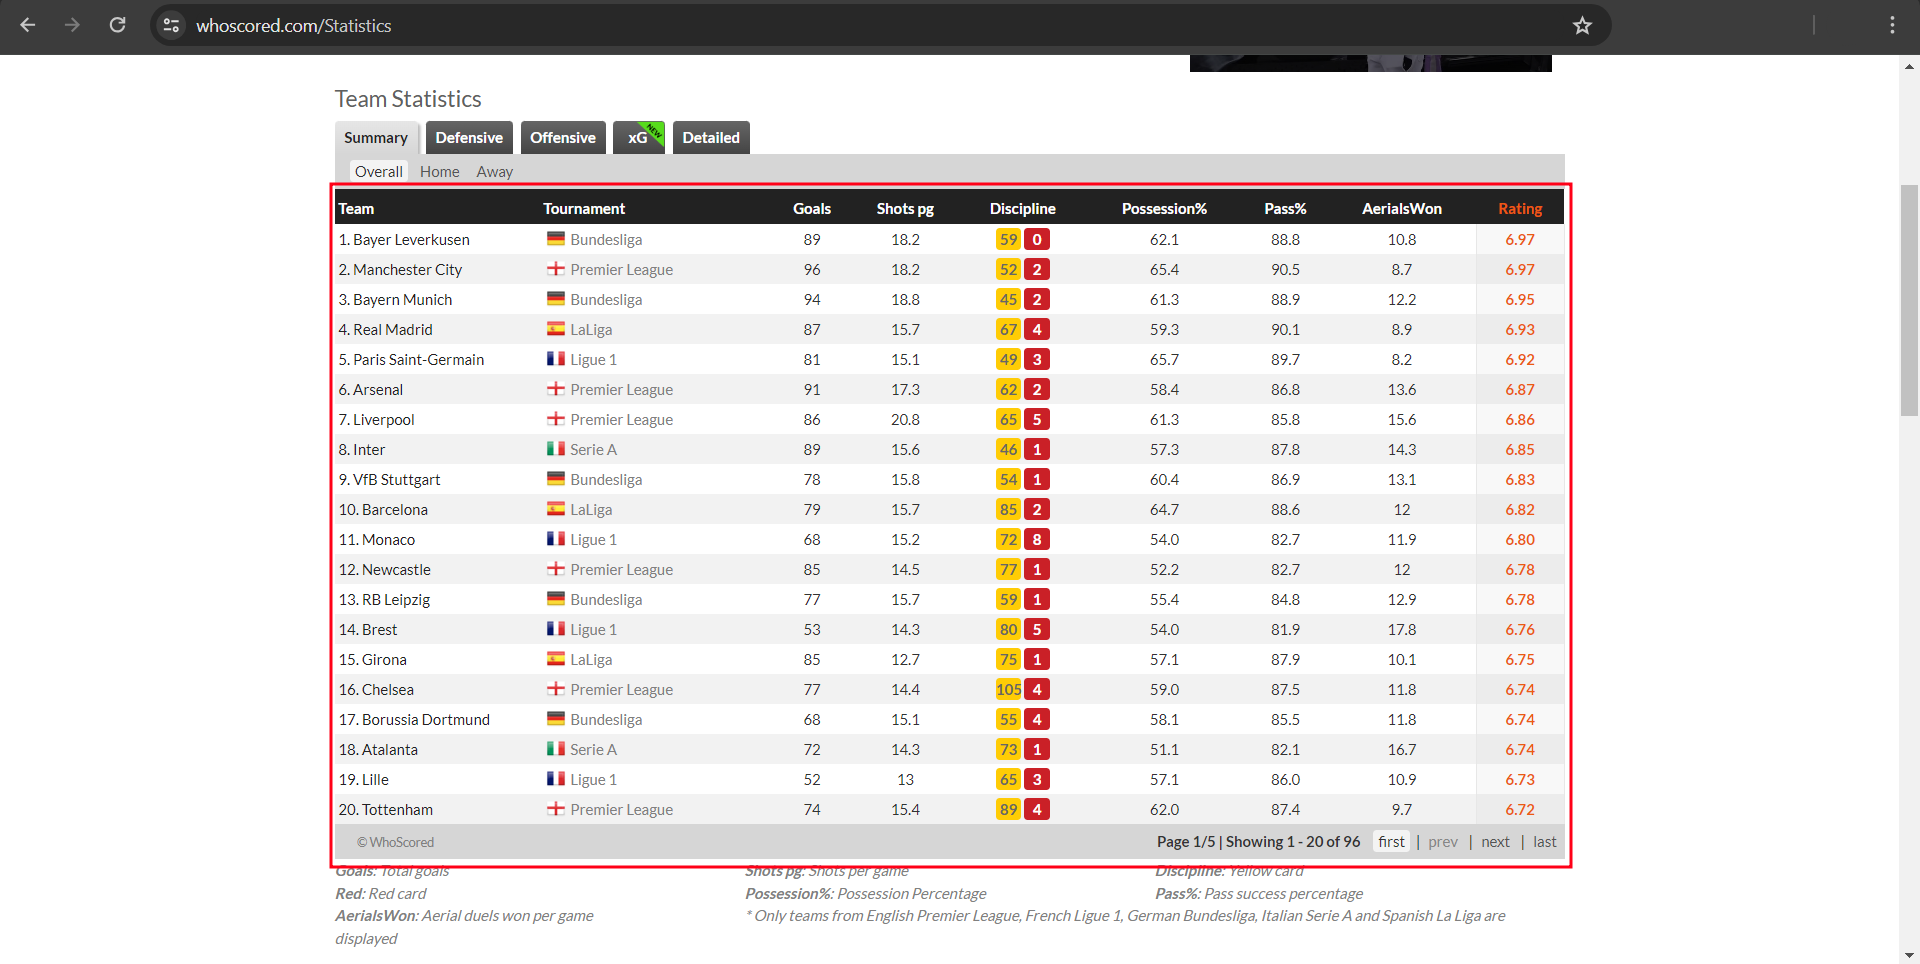 whoscored.com/Statistics
Team Statistics
Summary Defensive Offensive xG NEW Detailed
Overall Home Away
Team Tournament Goals Shots pg Discipline Possession% Pass% AerialsWon Rating
1. Bayer Leverkusen Bundesliga 89 18.2 59 0 62.1 88.8 10.8 6.97
2. Manchester City Premier League 96 18.2 52 2 65.4 90.5 8.7 6.97
3. Bayern Munich Bundesliga 94 18.8 45 2 61.3 88.9 12.2 6.95
4. Real Madrid LaLiga 87 15.7 67 4 59.3 90.1 8.9 6.93
5. Paris Saint-Germain Ligue 1 81 15.1 49 3 65.7 89.7 8.2 6.92
6. Arsenal Premier League 91 17.3 62 2 58.4 86.8 13.6 6.87
7. Liverpool Premier League 86 20.8 65 5 61.3 85.8 15.6 6.86
8. Inter Serie A 89 15.6 46 1 57.3 87.8 14.3 6.85
9. VfB Stuttgart Bundesliga 78 15.8 54 1 60.4 86.9 13.1 6.83
10. Barcelona LaLiga 79 15.7 85 2 64.7 88.6 12 6.82
11. Monaco Ligue 1 68 15.2 72 8 54.0 82.7 11.9 6.80
12. Newcastle Premier League 85 14.5 77 1 52.2 82.7 12 6.78
13. RB Leipzig Bundesliga 77 15.7 59 1 55.4 84.8 12.9 6.78
14. Brest Ligue 1 53 14.3 80 5 54.0 81.9 17.8 6.76
15. Girona LaLiga 85 12.7 75 1 57.1 87.9 10.1 6.75
16. Chelsea Premier League 77 14.4 105 4 59.0 87.5 11.8 6.74
17. Borussia Dortmund Bundesliga 68 15.1 55 4 58.1 85.5 11.8 6.74
18. Atalanta Serie A 72 14.3 73 1 51.1 82.1 16.7 6.74
19. Lille Ligue 1 52 13 65 3 57.1 86.0 10.9 6.73
20. Tottenham Premier League 74 15.4 89 4 62.0 87.4 9.7 6.72
© WhoScored Page 1/5 | Showing 1 - 20 of 96 first | prev | next | last
Goals: Total goals Shots pg: Shots per game Discipline: Yellow card
Red: Red card Possession%: Possession Percentage Pass%: Pass success percentage
AerialsWon: Aerial duels won per game * Only teams from English Premier League, French Ligue 1, German Bundesliga, Italian Serie A and Spanish La Liga are
displayed